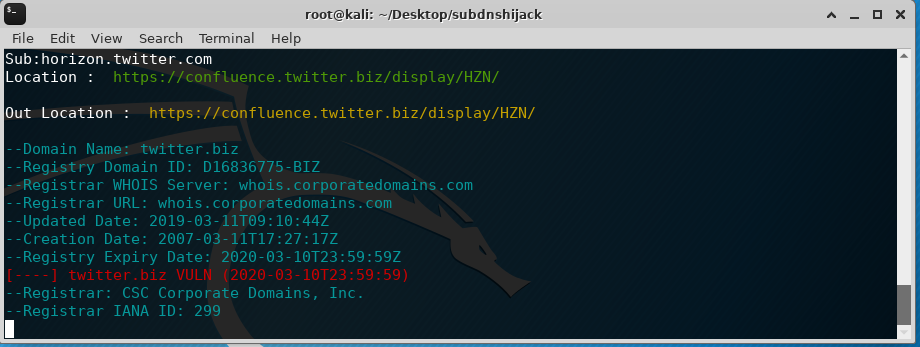 root@kali: ~/Desktop/subdnshijack
File Edit View Search Terminal Help
Sub:horizon.twitter.com
Location :  https://confluence.twitter.biz/display/HZN/
Out Location :  https://confluence.twitter.biz/display/HZN/
--Domain Name: twitter.biz
--Registry Domain ID: D16836775-BIZ
--Registrar WHOIS Server: whois.corporatedomains.com
--Registrar URL: whois.corporatedomains.com
--Updated Date: 2019-03-11T09:10:44Z
--Creation Date: 2007-03-11T17:27:17Z
--Registry Expiry Date: 2020-03-10T23:59:59Z
[----] twitter.biz VULN (2020-03-10T23:59:59)
--Registrar: CSC Corporate Domains, Inc.
--Registrar IANA ID: 299